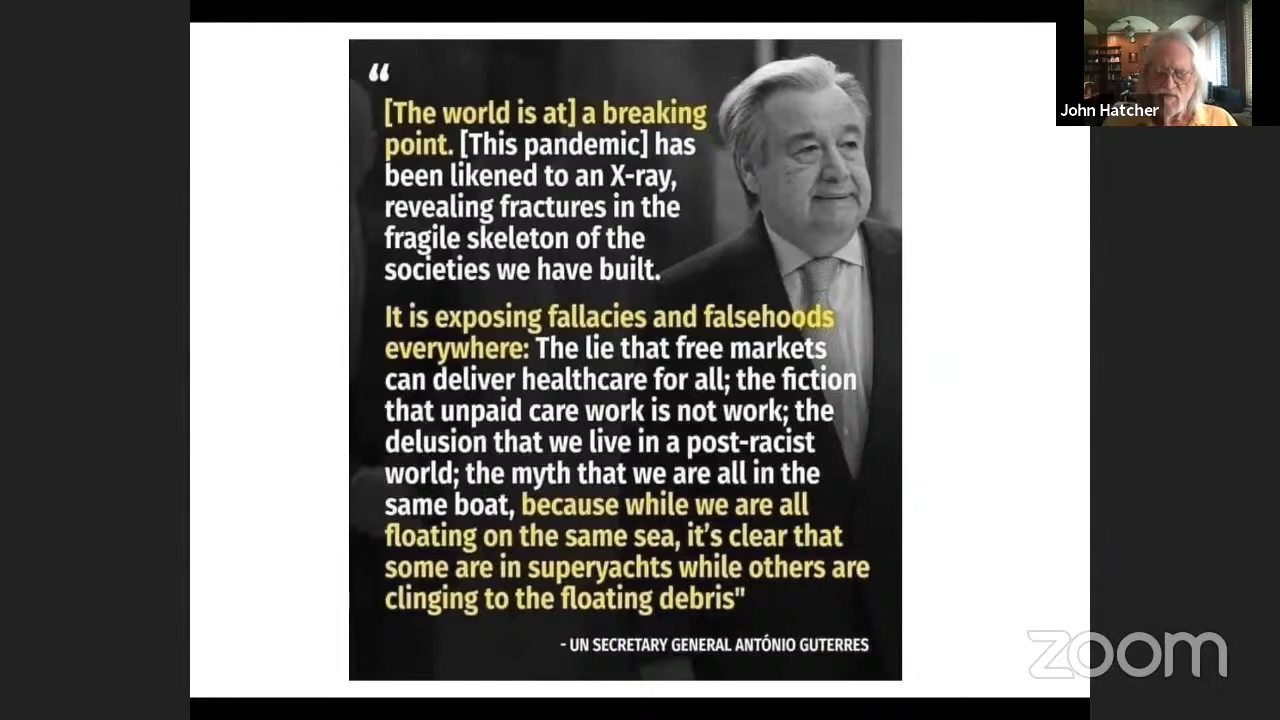 John Hatcher
“
[The world is at] a breaking
point. [This pandemic] has
been likened to an X-ray,
revealing fractures in the
fragile skeleton of the
societies we have built.
It is exposing fallacies and falsehoods
everywhere: The lie that free markets
can deliver healthcare for all; the fiction
that unpaid care work is not work; the
delusion that we live in a post-racist
world; the myth that we are all in the
same boat, because while we are all
floating on the same sea, it’s clear that
some are in superyachts while others are
clinging to the floating debris"
- UN SECRETARY GENERAL ANTÓNIO GUTERRES
zoom